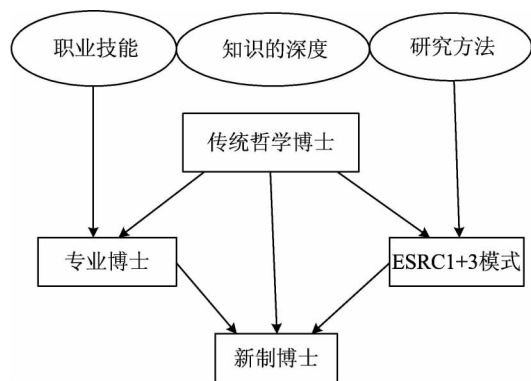 职业技能
知识的深度
研究方法
传统哲学博士
专业博士
ESRC1+3模式
新制博士